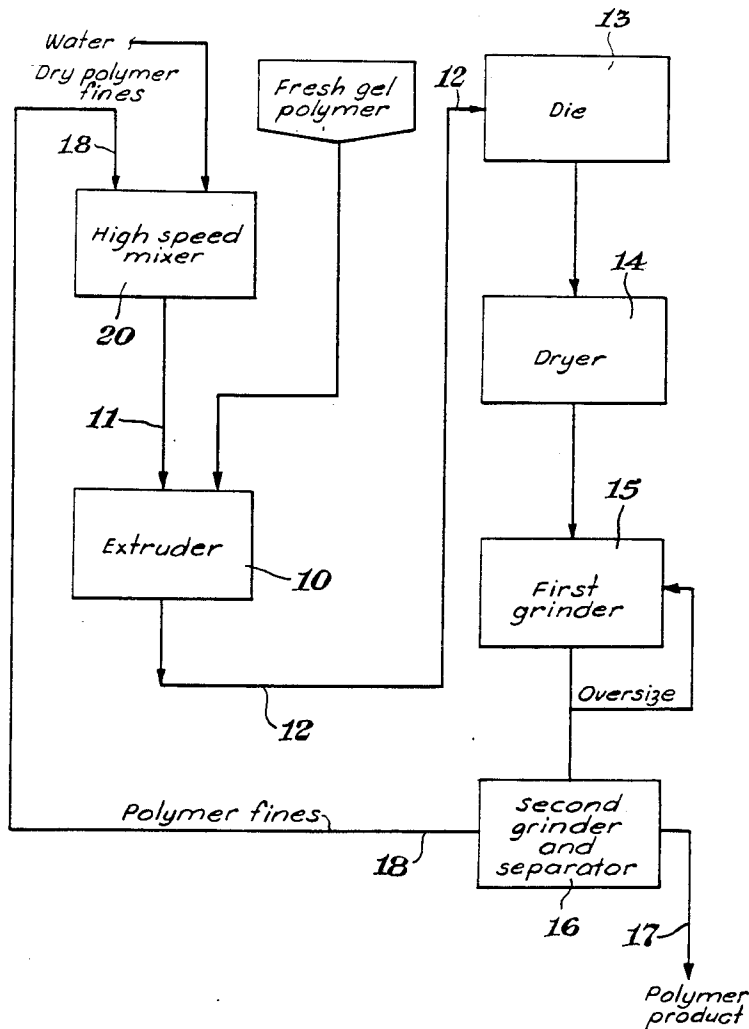 Water
Dry polymer
fines
18
High speed
mixer
20
Fresh gel
polymer
11
Extruder
10
12
12
13
Die
14
Dryer
15
First
grinder
Oversize
Second
grinder
and
separator
16
Polymer fines
18
17
Polymer
product